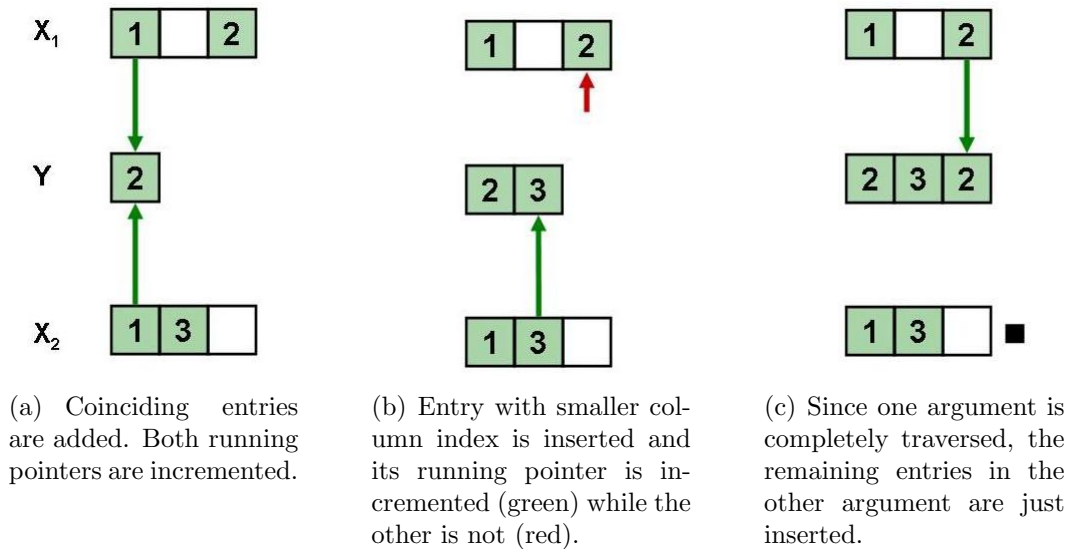 X1 1 2
1 2
1 2
Y 2
2 3
2 3 2
X2 1 3
1 3
1 3
(a) Coinciding entries
are added. Both running
pointers are incremented.
(b) Entry with smaller col-
umn index is inserted and
its running pointer is in-
cremented (green) while the
other is not (red).
(c) Since one argument is
completely traversed, the
remaining entries in the
other argument are just
inserted.